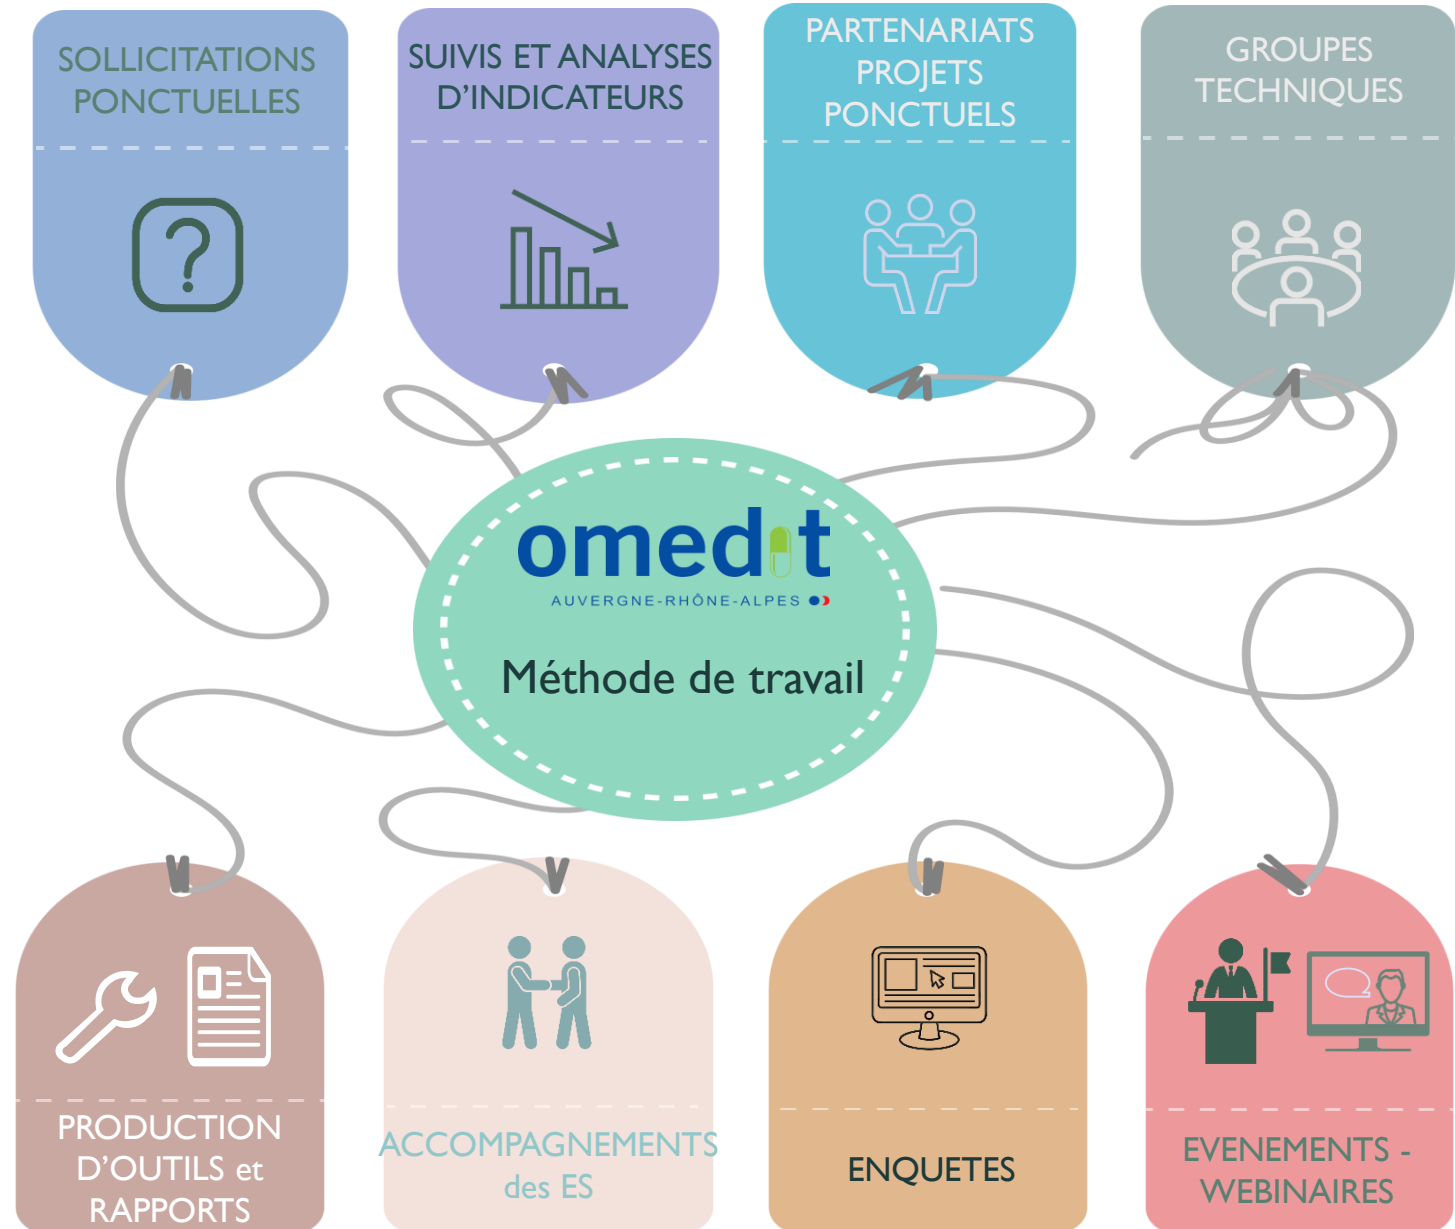 SOLLICITATIONS
PONCTUELLES
SUIVIS ET ANALYSES
D'INDICATEURS
PARTENARIATS
PROJETS
PONCTUELS
GROUPES
TECHNIQUES
?
omedit
AUVERGNE-RHÔNE-ALPES
Méthode de travail
PRODUCTION
D'OUTILS et
RAPPORTS
ACCOMPAGNEMENTS
des ES
ENQUETES
EVENEMENTS -
WEBINAIRES